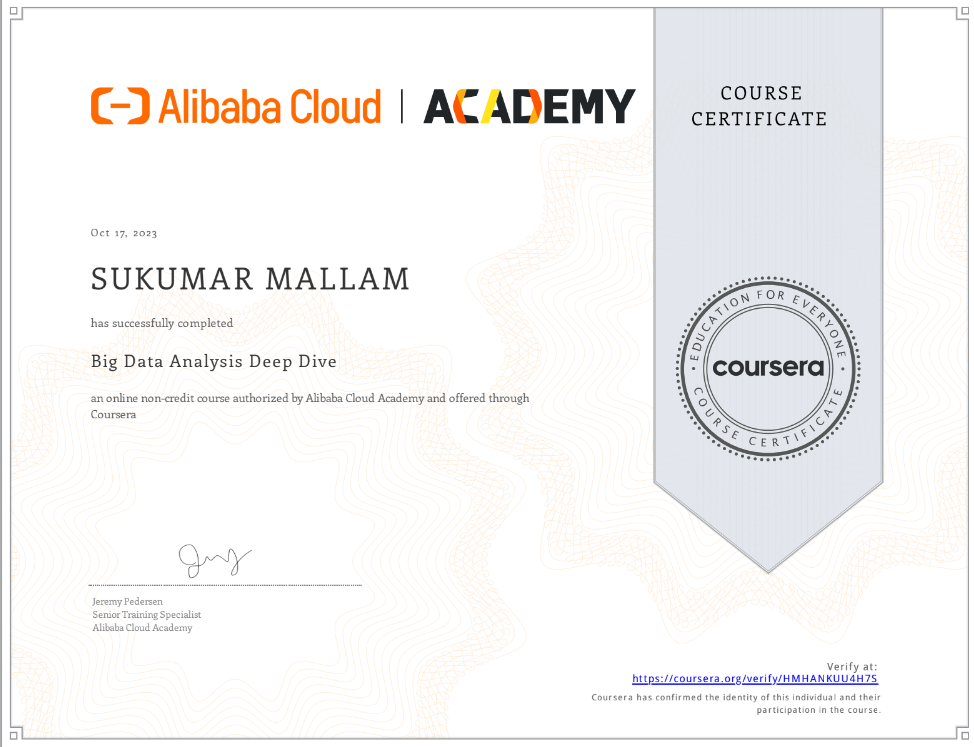 Alibaba Cloud | ACADEMY
COURSE
CERTIFICATE
Oct 17, 2023
SUKUMAR MALLAM
has successfully completed
Big Data Analysis Deep Dive
an online non-credit course authorized by Alibaba Cloud Academy and offered through
Coursera
EDUCATION FOR EVERYONE
coursera
COURSE CERTIFICATE
Jeremy Pedersen
Senior Training Specialist
Alibaba Cloud Academy
Verify at:
https://coursera.org/verify/HMHANKUU4H7S
Coursera has confirmed the identity of this individual and their
participation in the course.